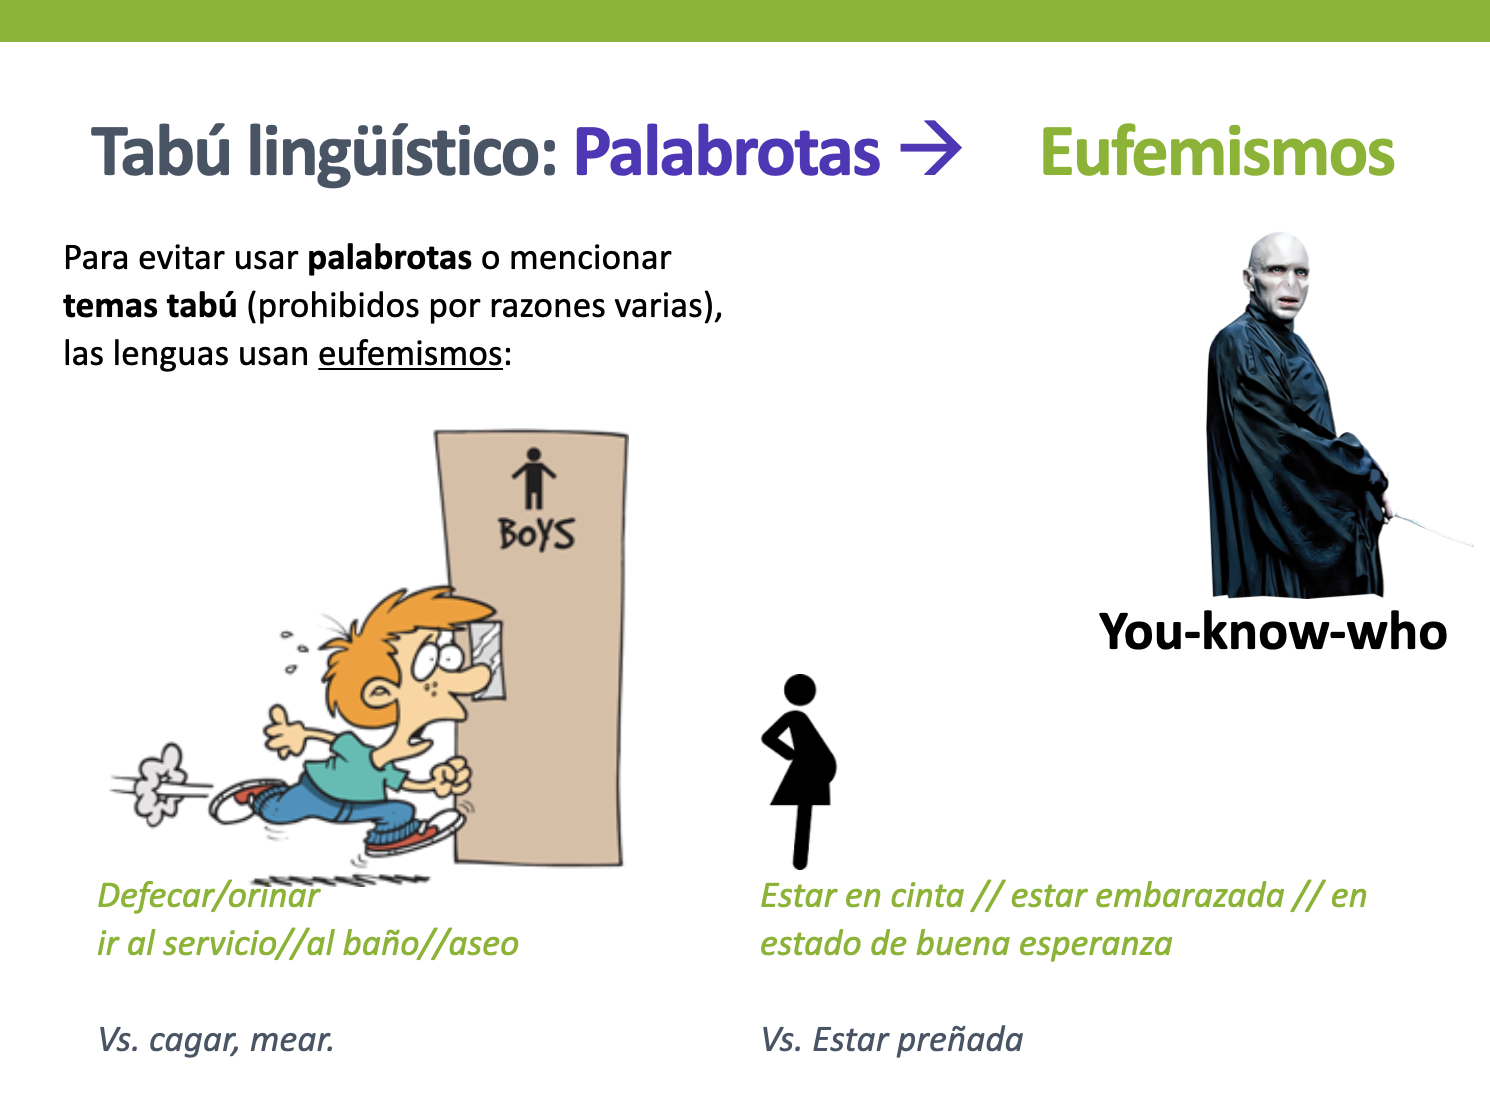 Tabú lingüístico: Palabrotas → Eufemismos
Para evitar usar palabrotas o mencionar
temas tabú (prohibidos por razones varias),
las lenguas usan eufemismos:
BOYS
You-know-who
Defecar/orinar
ir al servicio//al baño//aseo
Vs. cagar, mear.
Estar en cinta // estar embarazada // en
estado de buena esperanza
Vs. Estar preñada